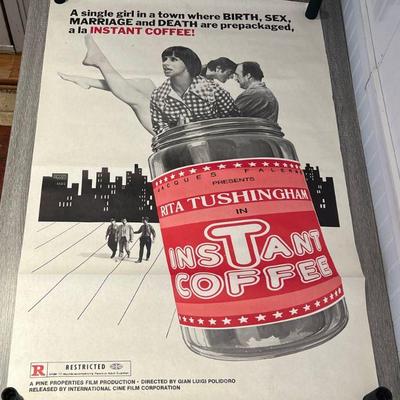 A single girl in a town where BIRTH, SEX,
MARRIAGE and DEATH are prepackaged,
a la INSTANT COFFEE!
JACQUES
PRESENTS
RITA TUSHINGHAM
IN
INSTANT
COFFEE
R RESTRICTED
A PINE PROPERTIES FILM PRODUCTION · DIRECTED BY GIAN LUIGI POLIDORO
RELEASED BY INTERNATIONAL CINE FILM CORPORATION